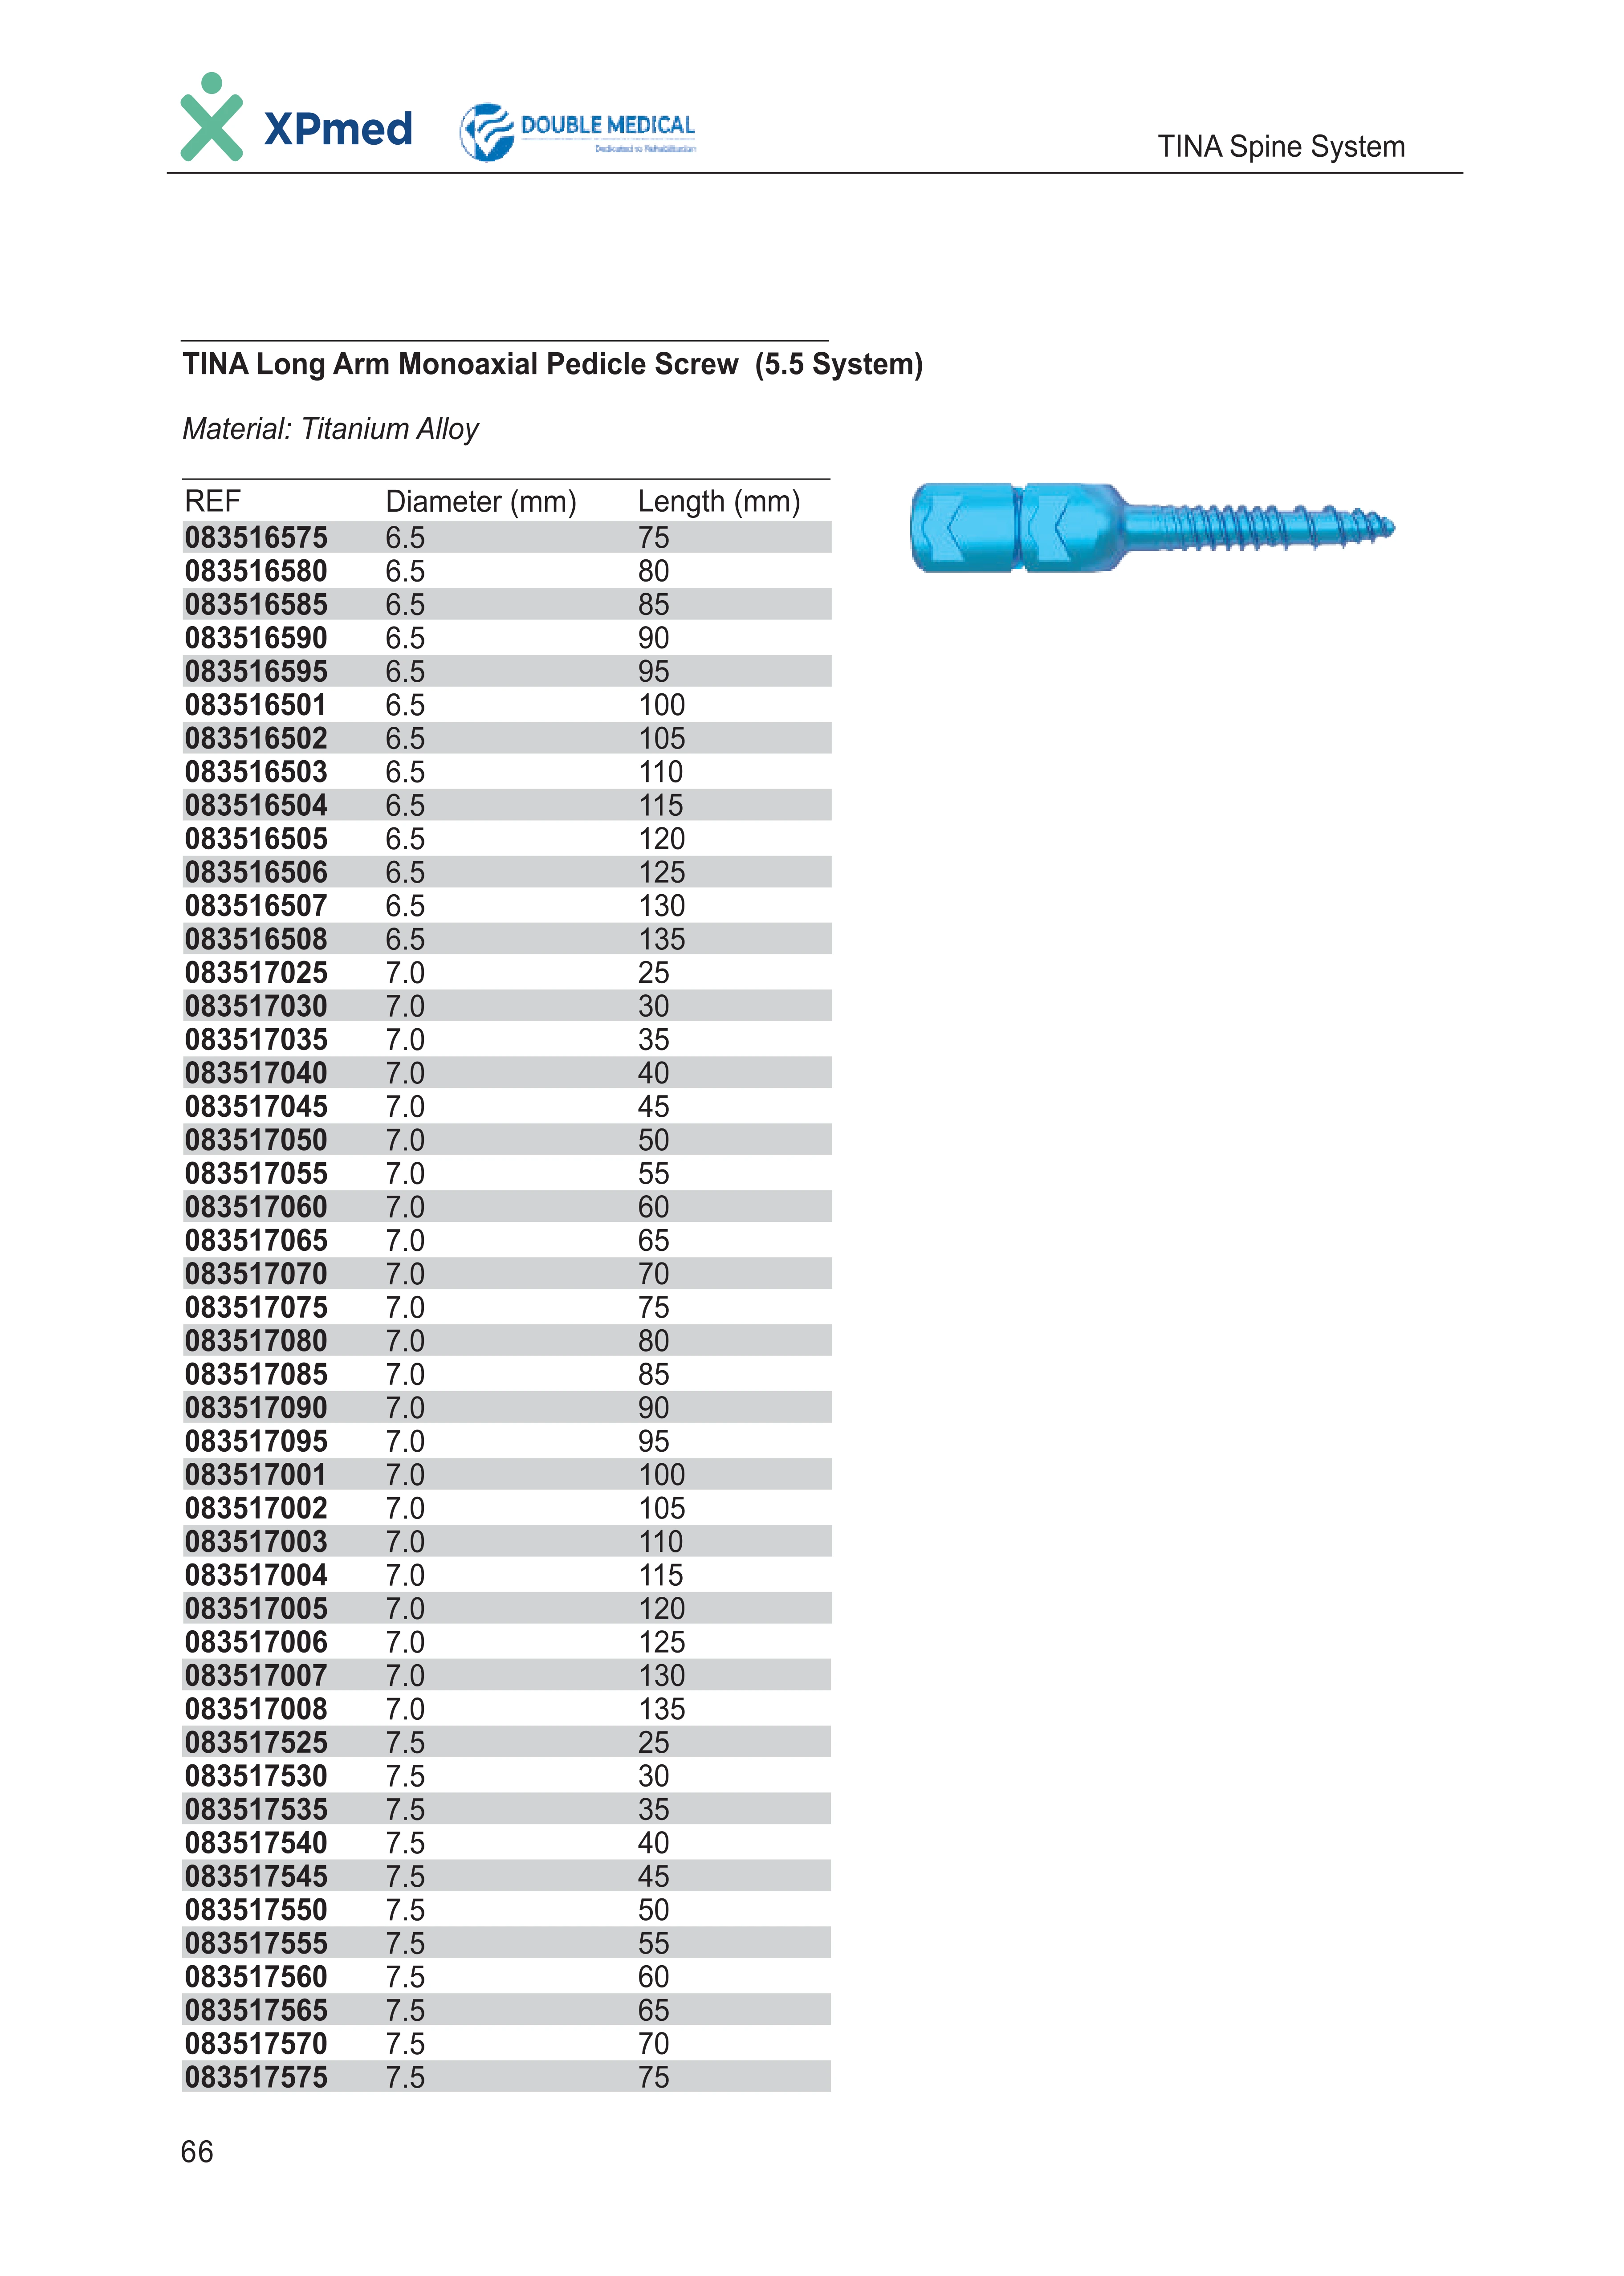 XPmed
DOUBLE MEDICAL
Dedicated to Rehabilitation
TINA Spine System
TINA Long Arm Monoaxial Pedicle Screw (5.5 System)
Material: Titanium Alloy
REF Diameter (mm) Length (mm)
083516575 6.5 75
083516580 6.5 80
083516585 6.5 85
083516590 6.5 90
083516595 6.5 95
083516501 6.5 100
083516502 6.5 105
083516503 6.5 110
083516504 6.5 115
083516505 6.5 120
083516506 6.5 125
083516507 6.5 130
083516508 6.5 135
083517025 7.0 25
083517030 7.0 30
083517035 7.0 35
083517040 7.0 40
083517045 7.0 45
083517050 7.0 50
083517055 7.0 55
083517060 7.0 60
083517065 7.0 65
083517070 7.0 70
083517075 7.0 75
083517080 7.0 80
083517085 7.0 85
083517090 7.0 90
083517095 7.0 95
083517001 7.0 100
083517002 7.0 105
083517003 7.0 110
083517004 7.0 115
083517005 7.0 120
083517006 7.0 125
083517007 7.0 130
083517008 7.0 135
083517525 7.5 25
083517530 7.5 30
083517535 7.5 35
083517540 7.5 40
083517545 7.5 45
083517550 7.5 50
083517555 7.5 55
083517560 7.5 60
083517565 7.5 65
083517570 7.5 70
083517575 7.5 75
66